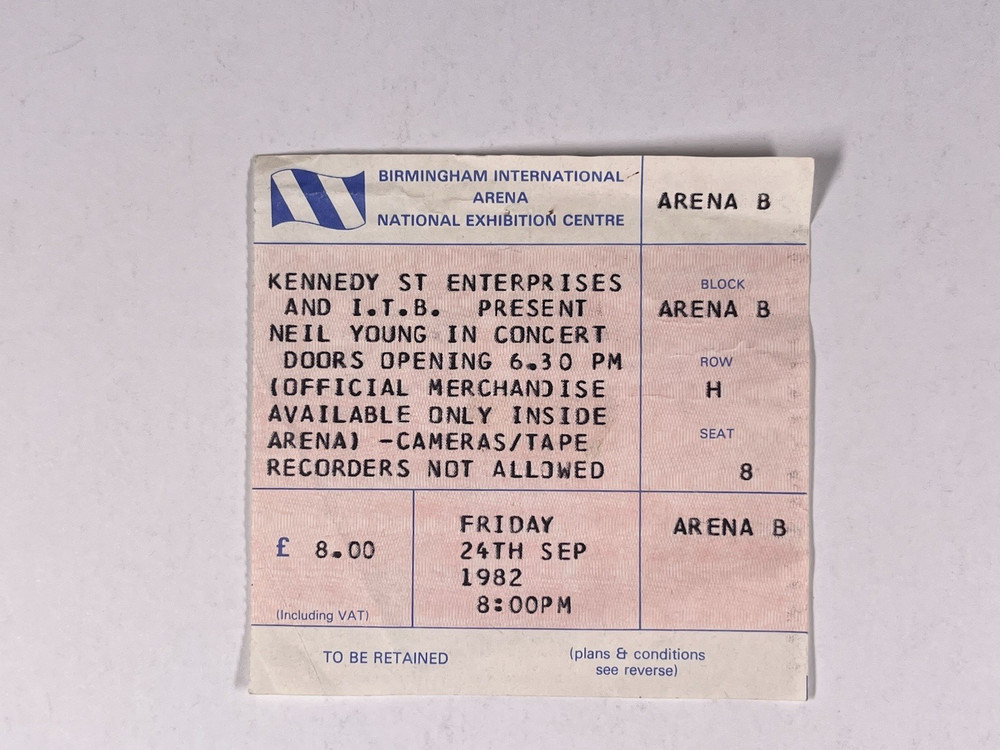 BIRMINGHAM INTERNATIONAL
ARENA
NATIONAL EXHIBITION CENTRE
ARENA B
KENNEDY ST ENTERPRISES
AND I.T.B. PRESENT
NEIL YOUNG IN CONCERT
DOORS OPENING 6.30 PM
(OFFICIAL MERCHANDISE
AVAILABLE ONLY INSIDE
ARENA) -CAMERAS/TAPE
RECORDERS NOT ALLOWED
BLOCK
ARENA B
ROW
H
SEAT
8
£ 8.00
(Including VAT)
FRIDAY
24TH SEP
1982
8:00PM
ARENA B
TO BE RETAINED
(plans & conditions
see reverse)